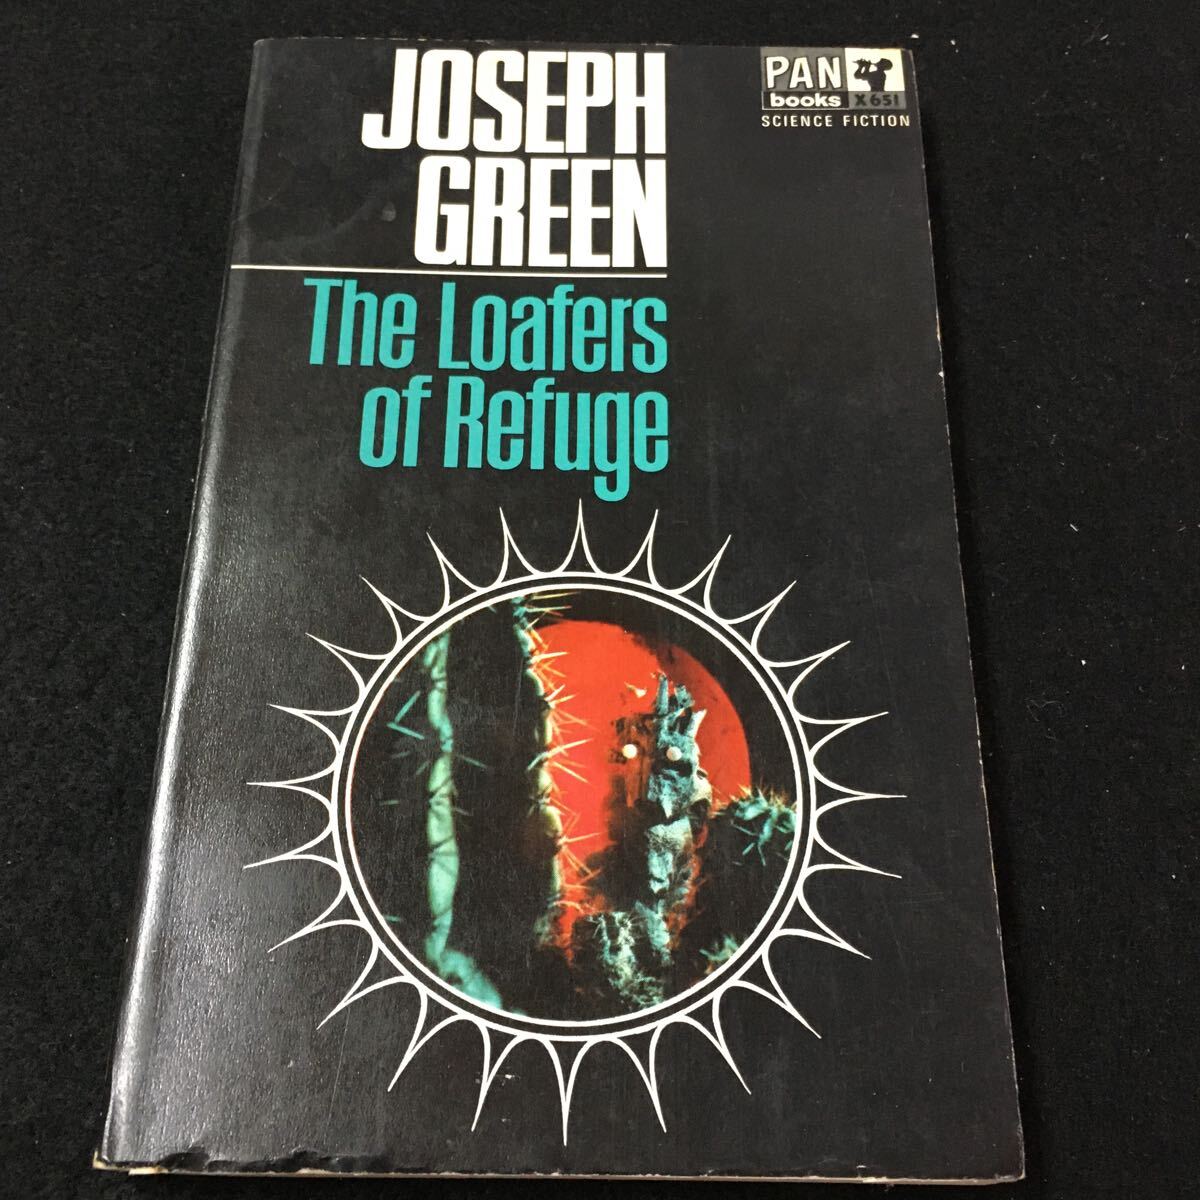 JOSEPH
GREEN
The Loafers
of Refuge
PAN
books X651
SCIENCE FICTION